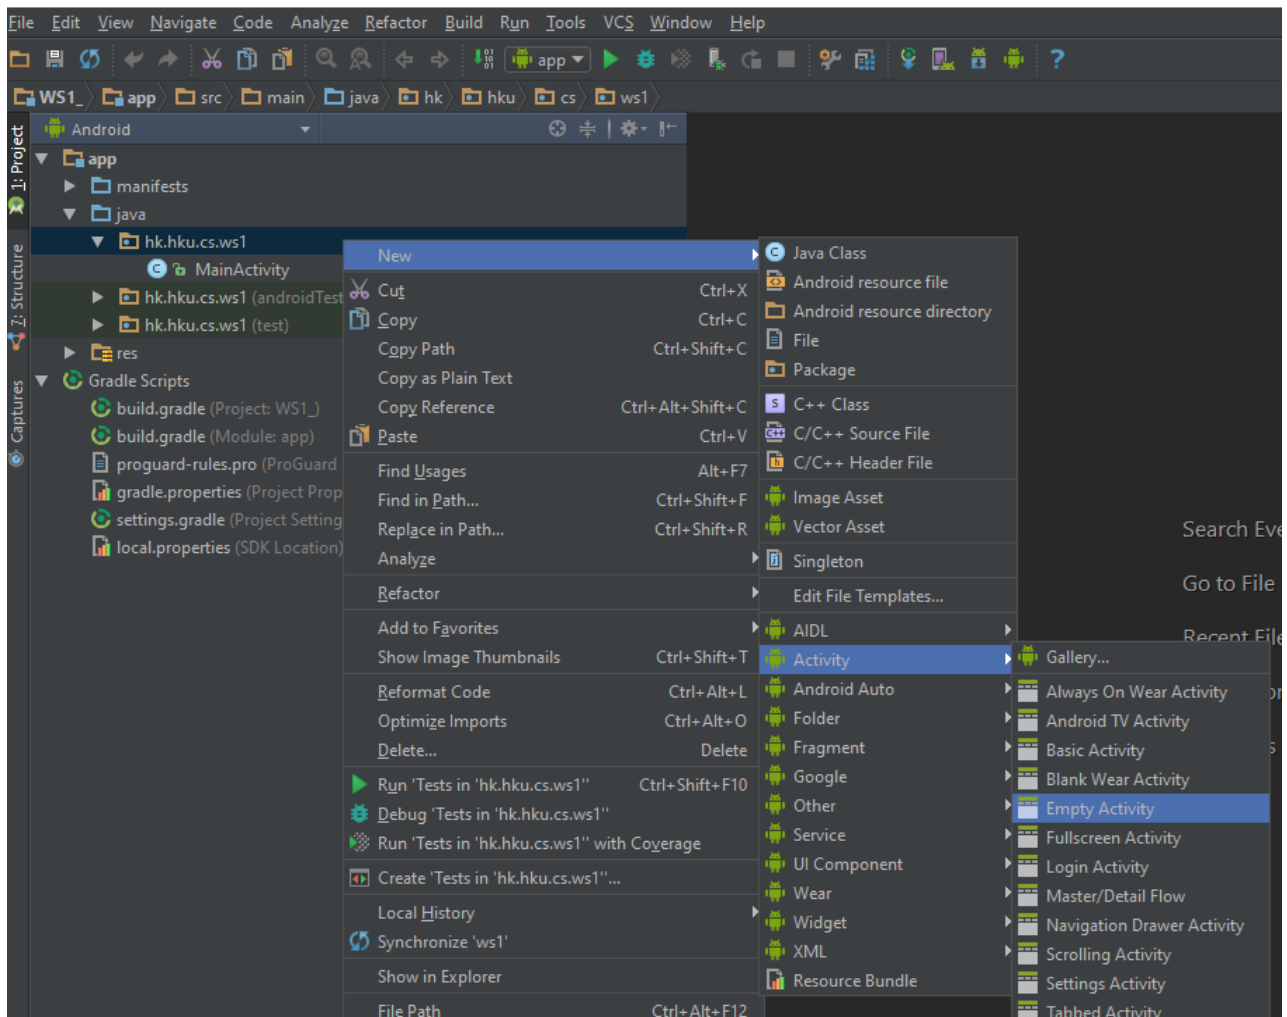 File Edit View Navigate Code Analyze Refactor Build Run Tools VCS Window Help
app
WS1_ app src main java hk hku cs ws1
Android
1: Project
7: Structure
Captures
app
manifests
java
hk.hku.cs.ws1
MainActivity
hk.hku.cs.ws1 (androidTest
hk.hku.cs.ws1 (test)
res
Gradle Scripts
build.gradle (Project: WS1_)
build.gradle (Module: app)
proguard-rules.pro (ProGuard
gradle.properties (Project Prop
settings.gradle (Project Setting
local.properties (SDK Location)
New
Cut Ctrl+X
Copy Ctrl+C
Copy Path Ctrl+Shift+C
Copy as Plain Text
Copy Reference Ctrl+Alt+Shift+C
Paste Ctrl+V
Find Usages Alt+F7
Find in Path... Ctrl+Shift+F
Replace in Path... Ctrl+Shift+R
Analyze
Refactor
Add to Favorites
Show Image Thumbnails Ctrl+Shift+T
Reformat Code Ctrl+Alt+L
Optimize Imports Ctrl+Alt+O
Delete... Delete
Run 'Tests in 'hk.hku.cs.ws1'' Ctrl+Shift+F10
Debug 'Tests in 'hk.hku.cs.ws1''
Run 'Tests in 'hk.hku.cs.ws1'' with Coverage
Create 'Tests in 'hk.hku.cs.ws1''...
Local History
Synchronize 'ws1'
Show in Explorer
File Path Ctrl+Alt+F12
Java Class
Android resource file
Android resource directory
File
Package
C++ Class
C/C++ Source File
C/C++ Header File
Image Asset
Vector Asset
Singleton
Edit File Templates...
AIDL
Activity
Android Auto
Folder
Fragment
Google
Other
Service
UI Component
Wear
Widget
XML
Resource Bundle
Gallery...
Always On Wear Activity
Android TV Activity
Basic Activity
Blank Wear Activity
Empty Activity
Fullscreen Activity
Login Activity
Master/Detail Flow
Navigation Drawer Activity
Scrolling Activity
Settings Activity
Tabbed Activity
Search Eve
Go to File
Recent File